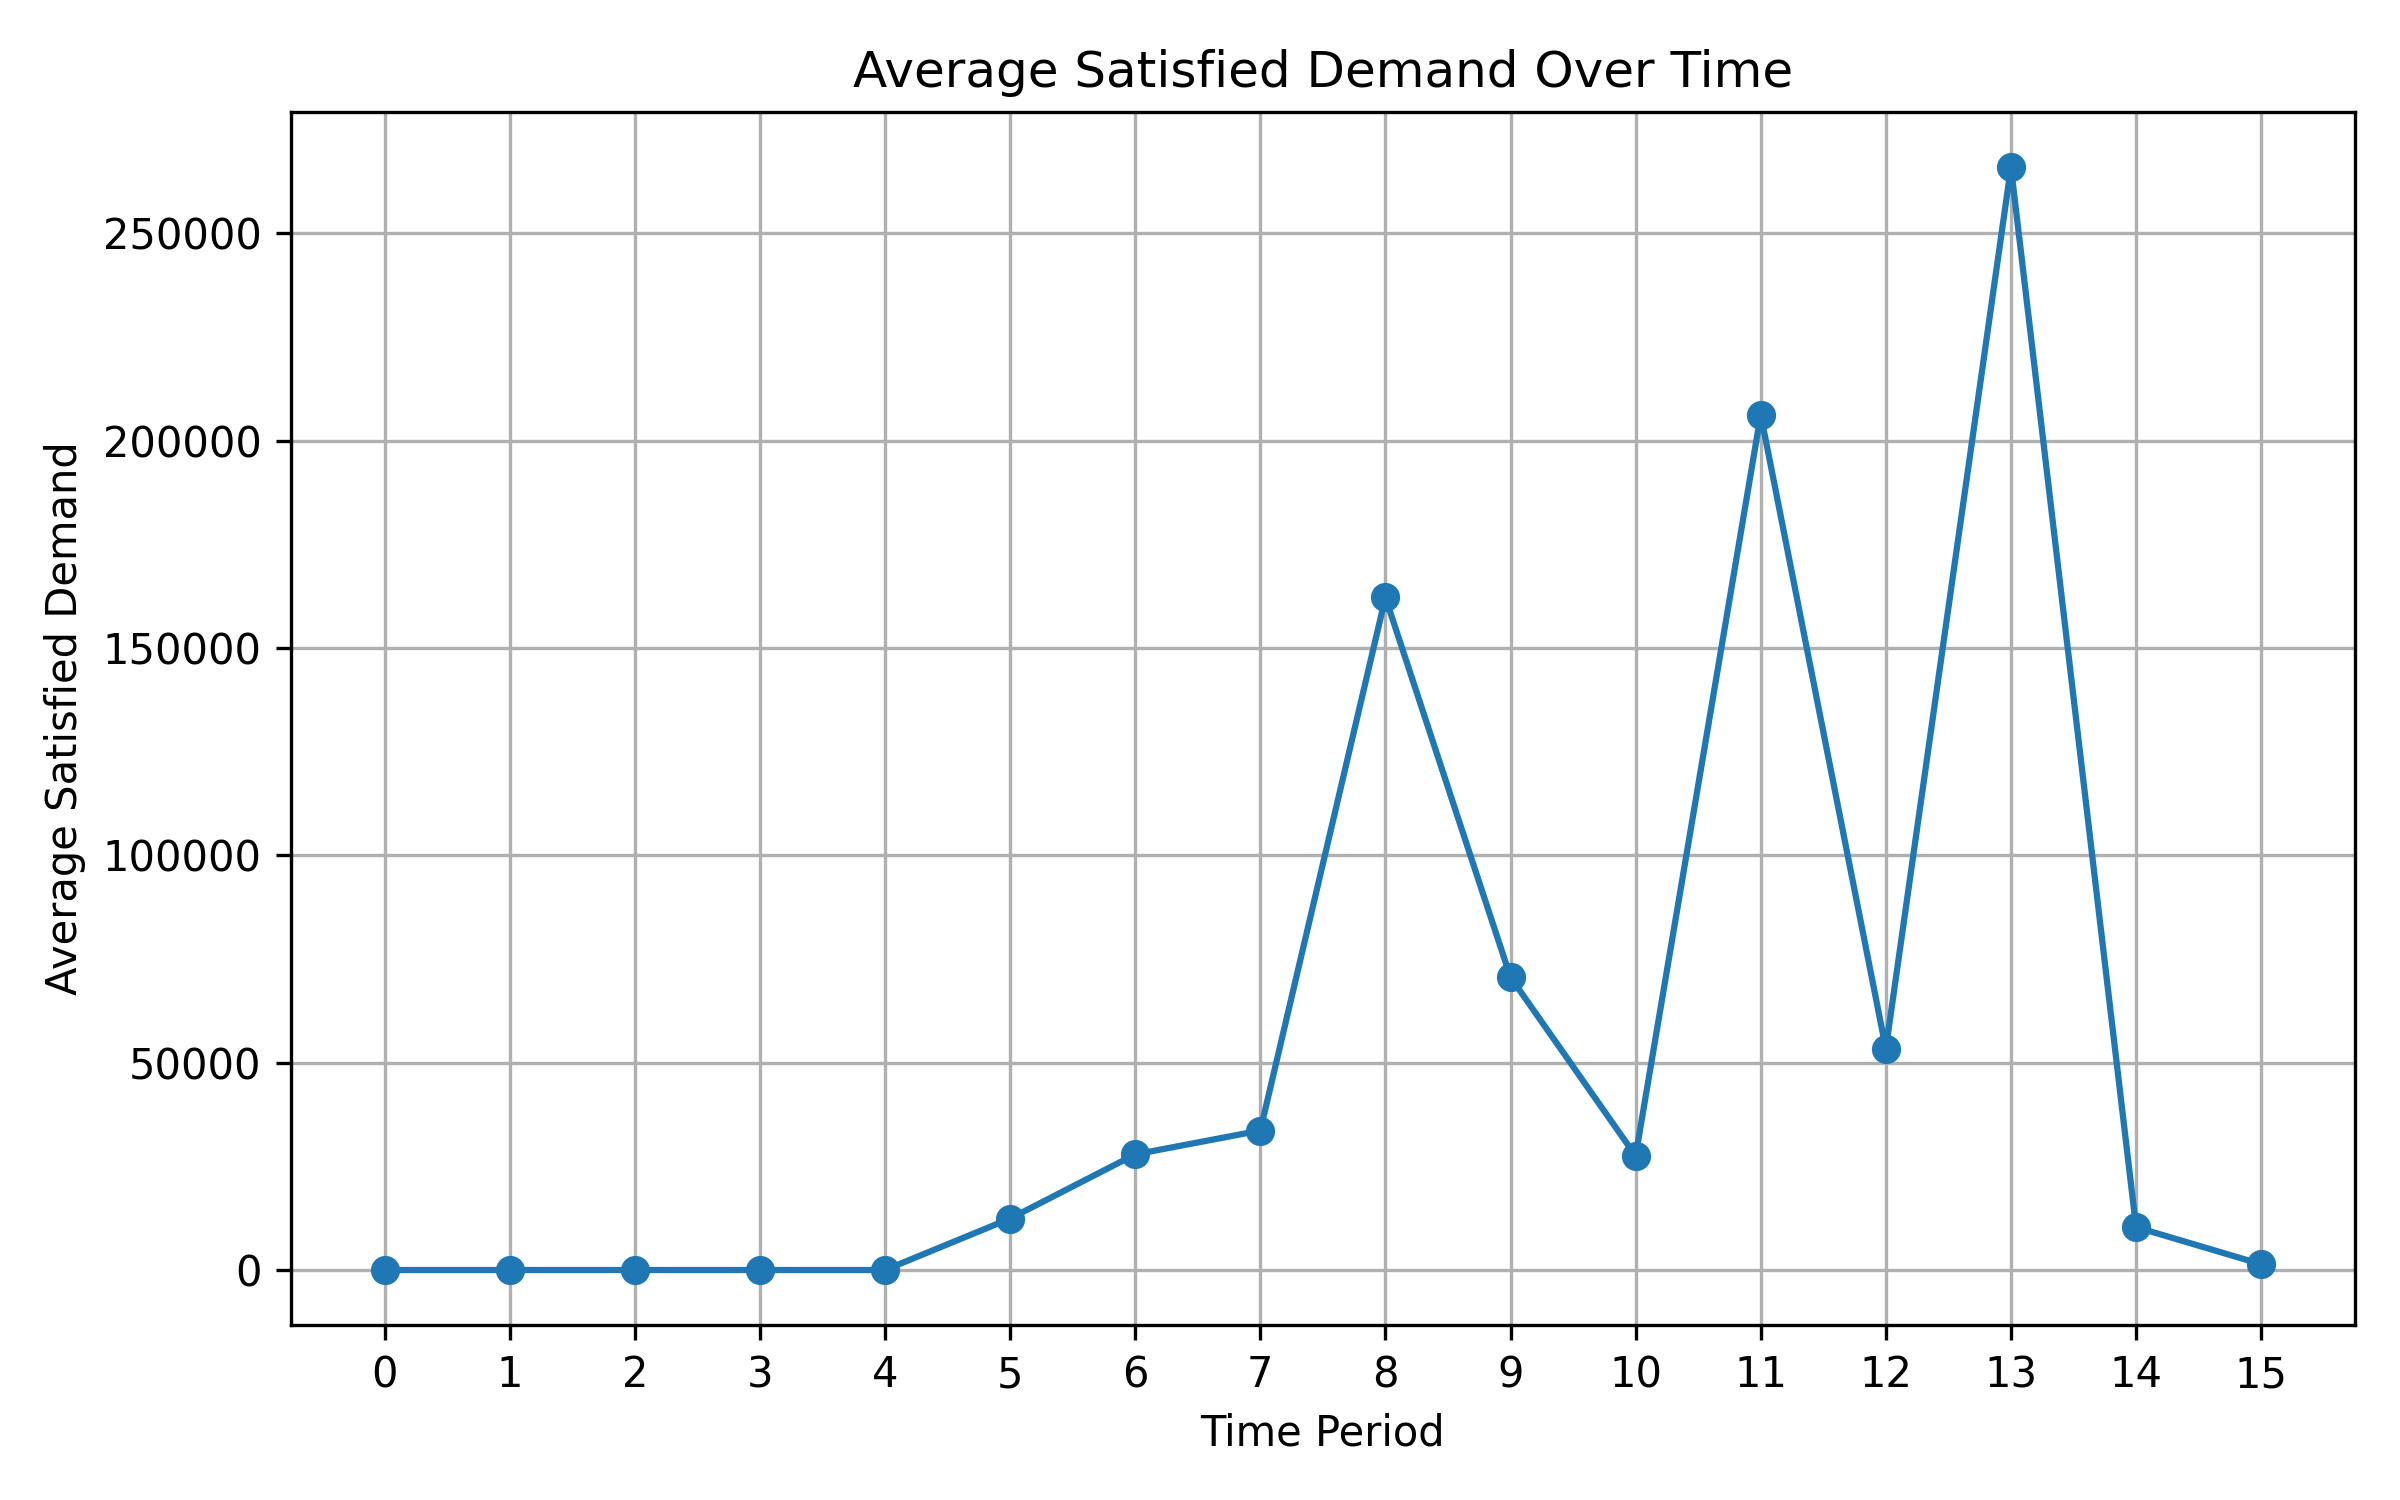 Average Satisfied Demand Over Time
Average Satisfied Demand
250000
200000
150000
100000
50000
0
0 1 2 3 4 5 6 7 8 9 10 11 12 13 14 15
Time Period